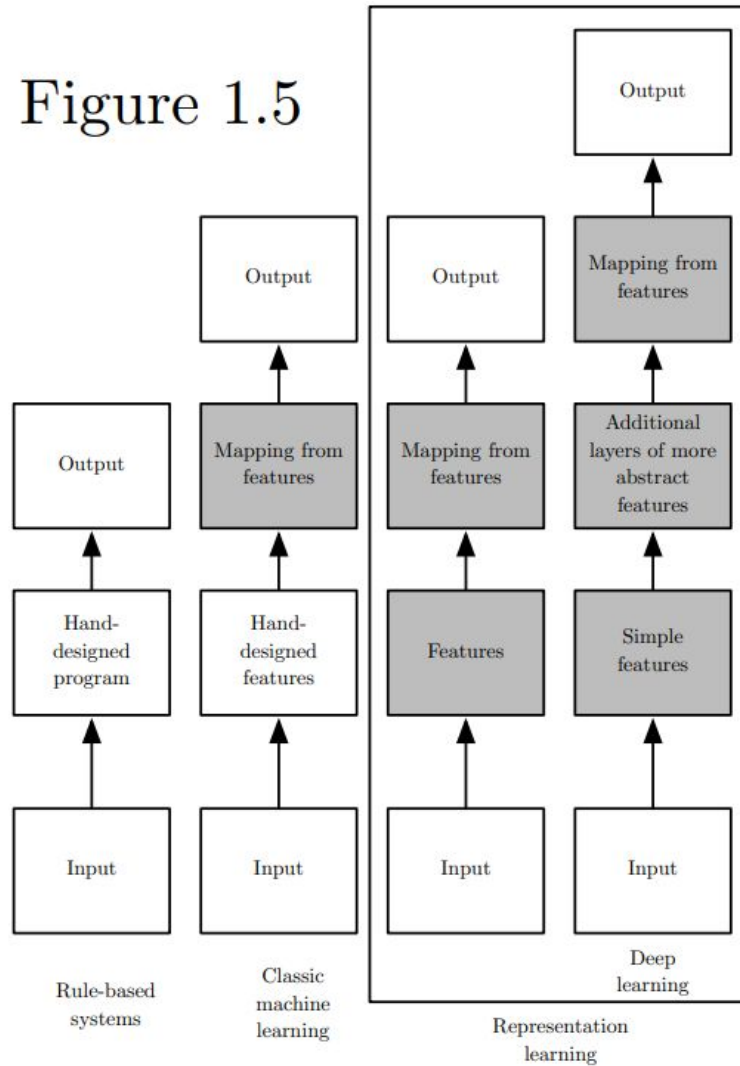 Figure 1.5
Output
Output
Output
Mapping from
features
Output
Mapping from
features
Mapping from
features
Additional
layers of more
abstract
features
Hand-
designed
program
Hand-
designed
features
Features
Simple
features
Input
Input
Input
Input
Rule-based
systems
Classic
machine
learning
Representation
learning
Deep
learning